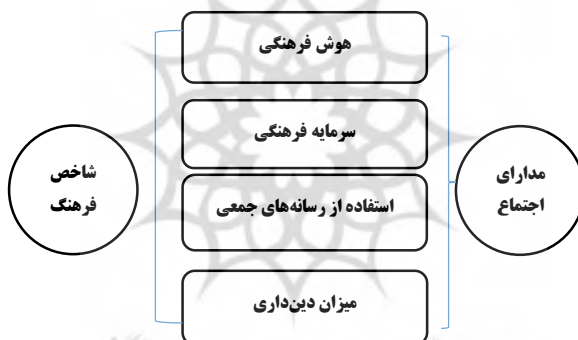 هوش فرهنگی
سرمایه فرهنگی
استفاده از رسانه‌های جمعی
میزان دین‌داری
مدارای
اجتماع
شاخص
فرهنگ